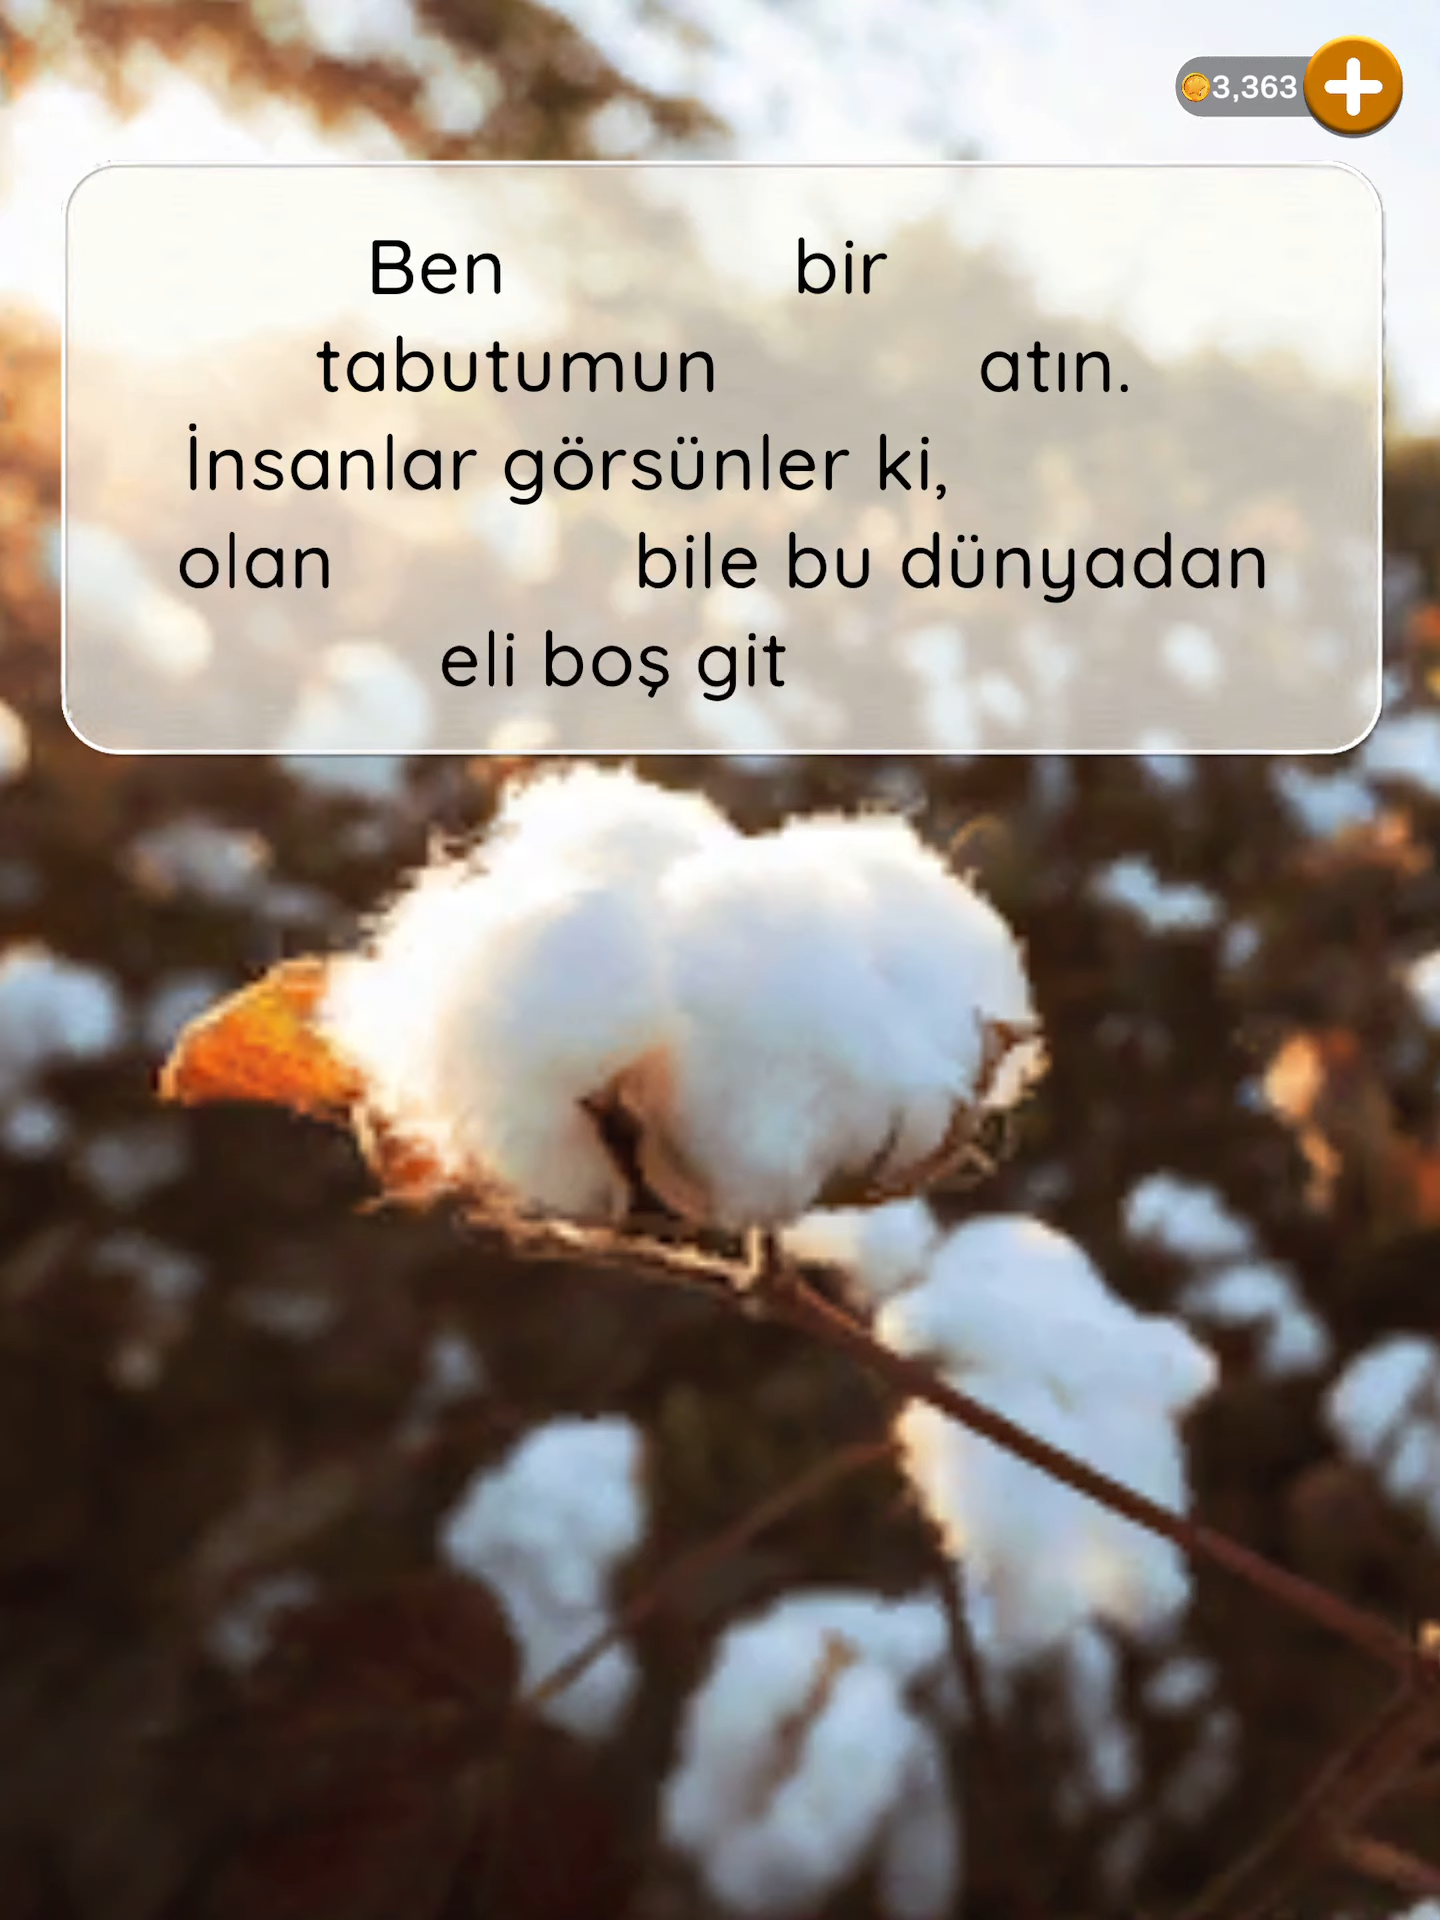 3,363
Ben bir
tabutumun atın.
İnsanlar görsünler ki,
olan bile bu dünyadan
eli boş git